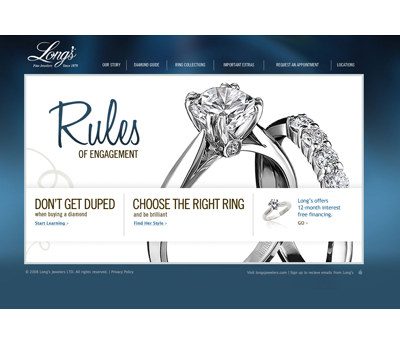 Long's
Fine Jewelers Since 1878
OUR STORY DIAMOND GUIDE RING COLLECTIONS IMPORTANT EXTRAS REQUEST AN APPOINTMENT LOCATIONS
Rules
OF ENGAGEMENT
DON'T GET DUPED
when buying a diamond
Start Learning >
CHOOSE THE RIGHT RING
and be brilliant
Find Her Style >
Long's offers
12-month interest
free financing.
GO >
© 2008 Long's Jewelers LTD. All rights reserved. | Privacy Policy
Visit longsjewelers.com | Sign up to receive emails from Long's